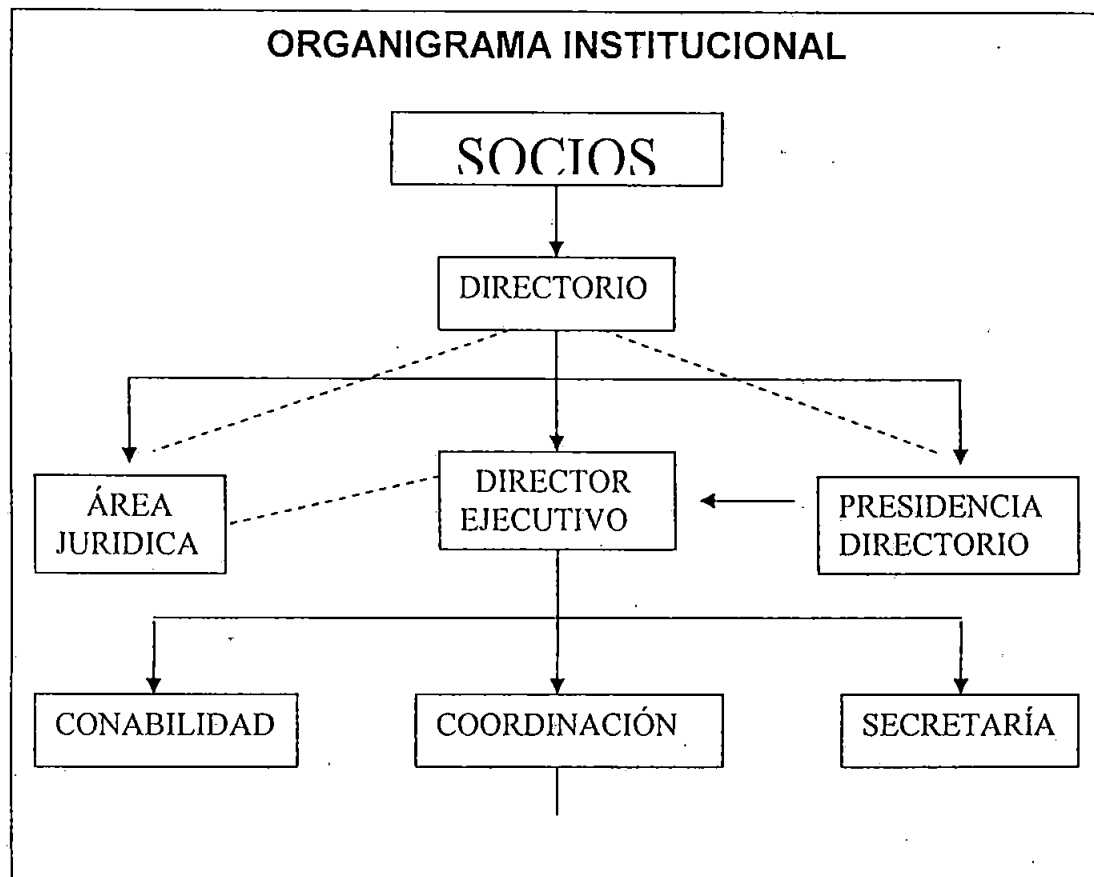 ORGANIGRAMA INSTITUCIONAL
SOCIOS
DIRECTORIO
ÁREA
JURIDICA
DIRECTOR
EJECUTIVO
PRESIDENCIA
DIRECTORIO
CONABILIDAD
COORDINACIÓN
SECRETARÍA